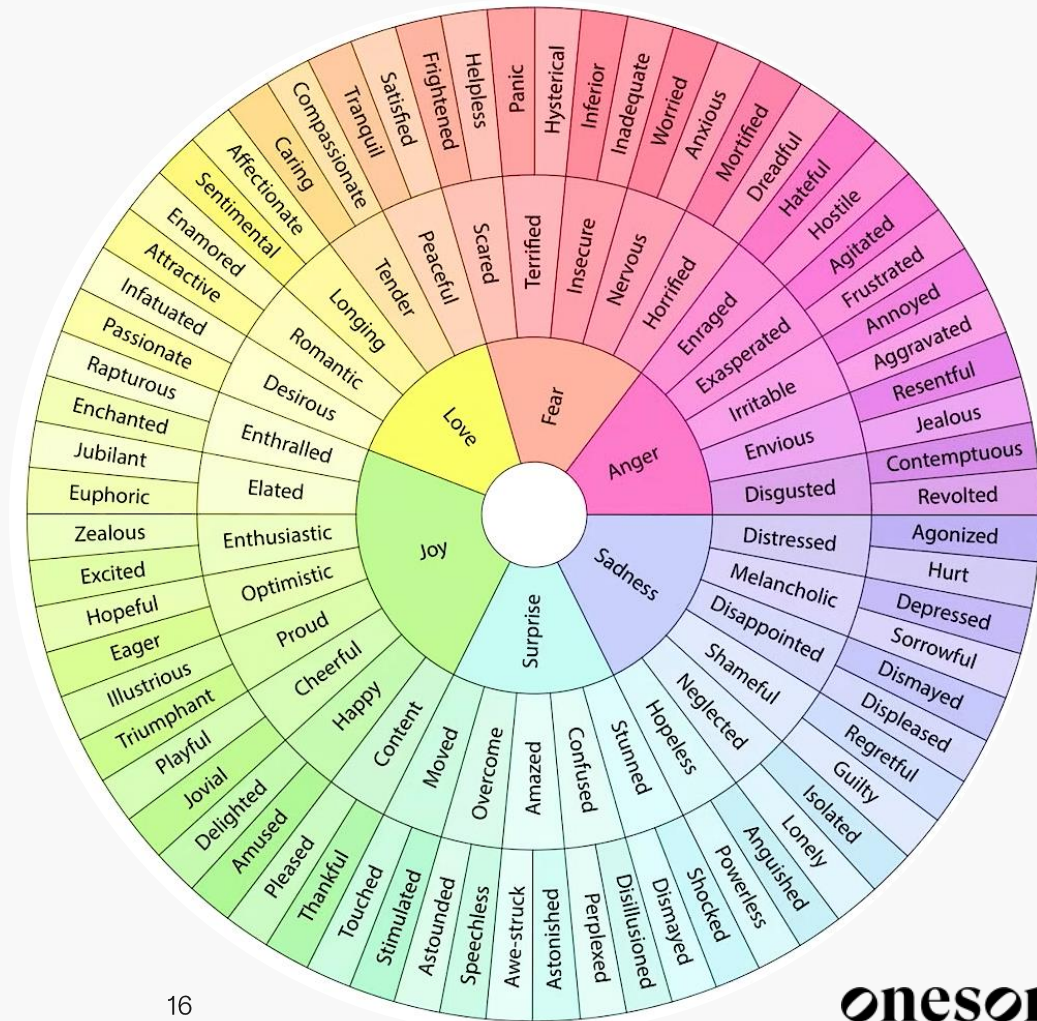 Love
Fear
Anger
Sadness
Surprise
Joy
Longing
Tender
Peaceful
Scared
Terrified
Insecure
Nervous
Horrified
Enraged
Exasperated
Irritable
Envious
Disgusted
Distressed
Melancholic
Disappointed
Shameful
Neglected
Hopeless
Stunned
Confused
Amazed
Overcome
Moved
Content
Happy
Cheerful
Proud
Optimistic
Enthusiastic
Elated
Enthralled
Desirous
Romantic
Sentimental
Affectionate
Caring
Compassionate
Tranquil
Satisfied
Frightened
Helpless
Panic
Hysterical
Inferior
Inadequate
Worried
Anxious
Mortified
Dreadful
Hateful
Hostile
Agitated
Frustrated
Annoyed
Aggravated
Resentful
Jealous
Contemptuous
Revolted
Agonized
Hurt
Depressed
Sorrowful
Dismayed
Displeased
Regretful
Guilty
Isolated
Lonely
Anguished
Powerless
Shocked
Dismayed
Disillusioned
Perplexed
Astonished
Awe-struck
Speechless
Astounded
Stimulated
Touched
Thankful
Pleased
Amused
Delighted
Jovial
Playful
Triumphant
Illustrious
Eager
Hopeful
Excited
Zealous
Euphoric
Jubilant
Enchanted
Rapturous
Passionate
Infatuated
Attractive
Enamored
16